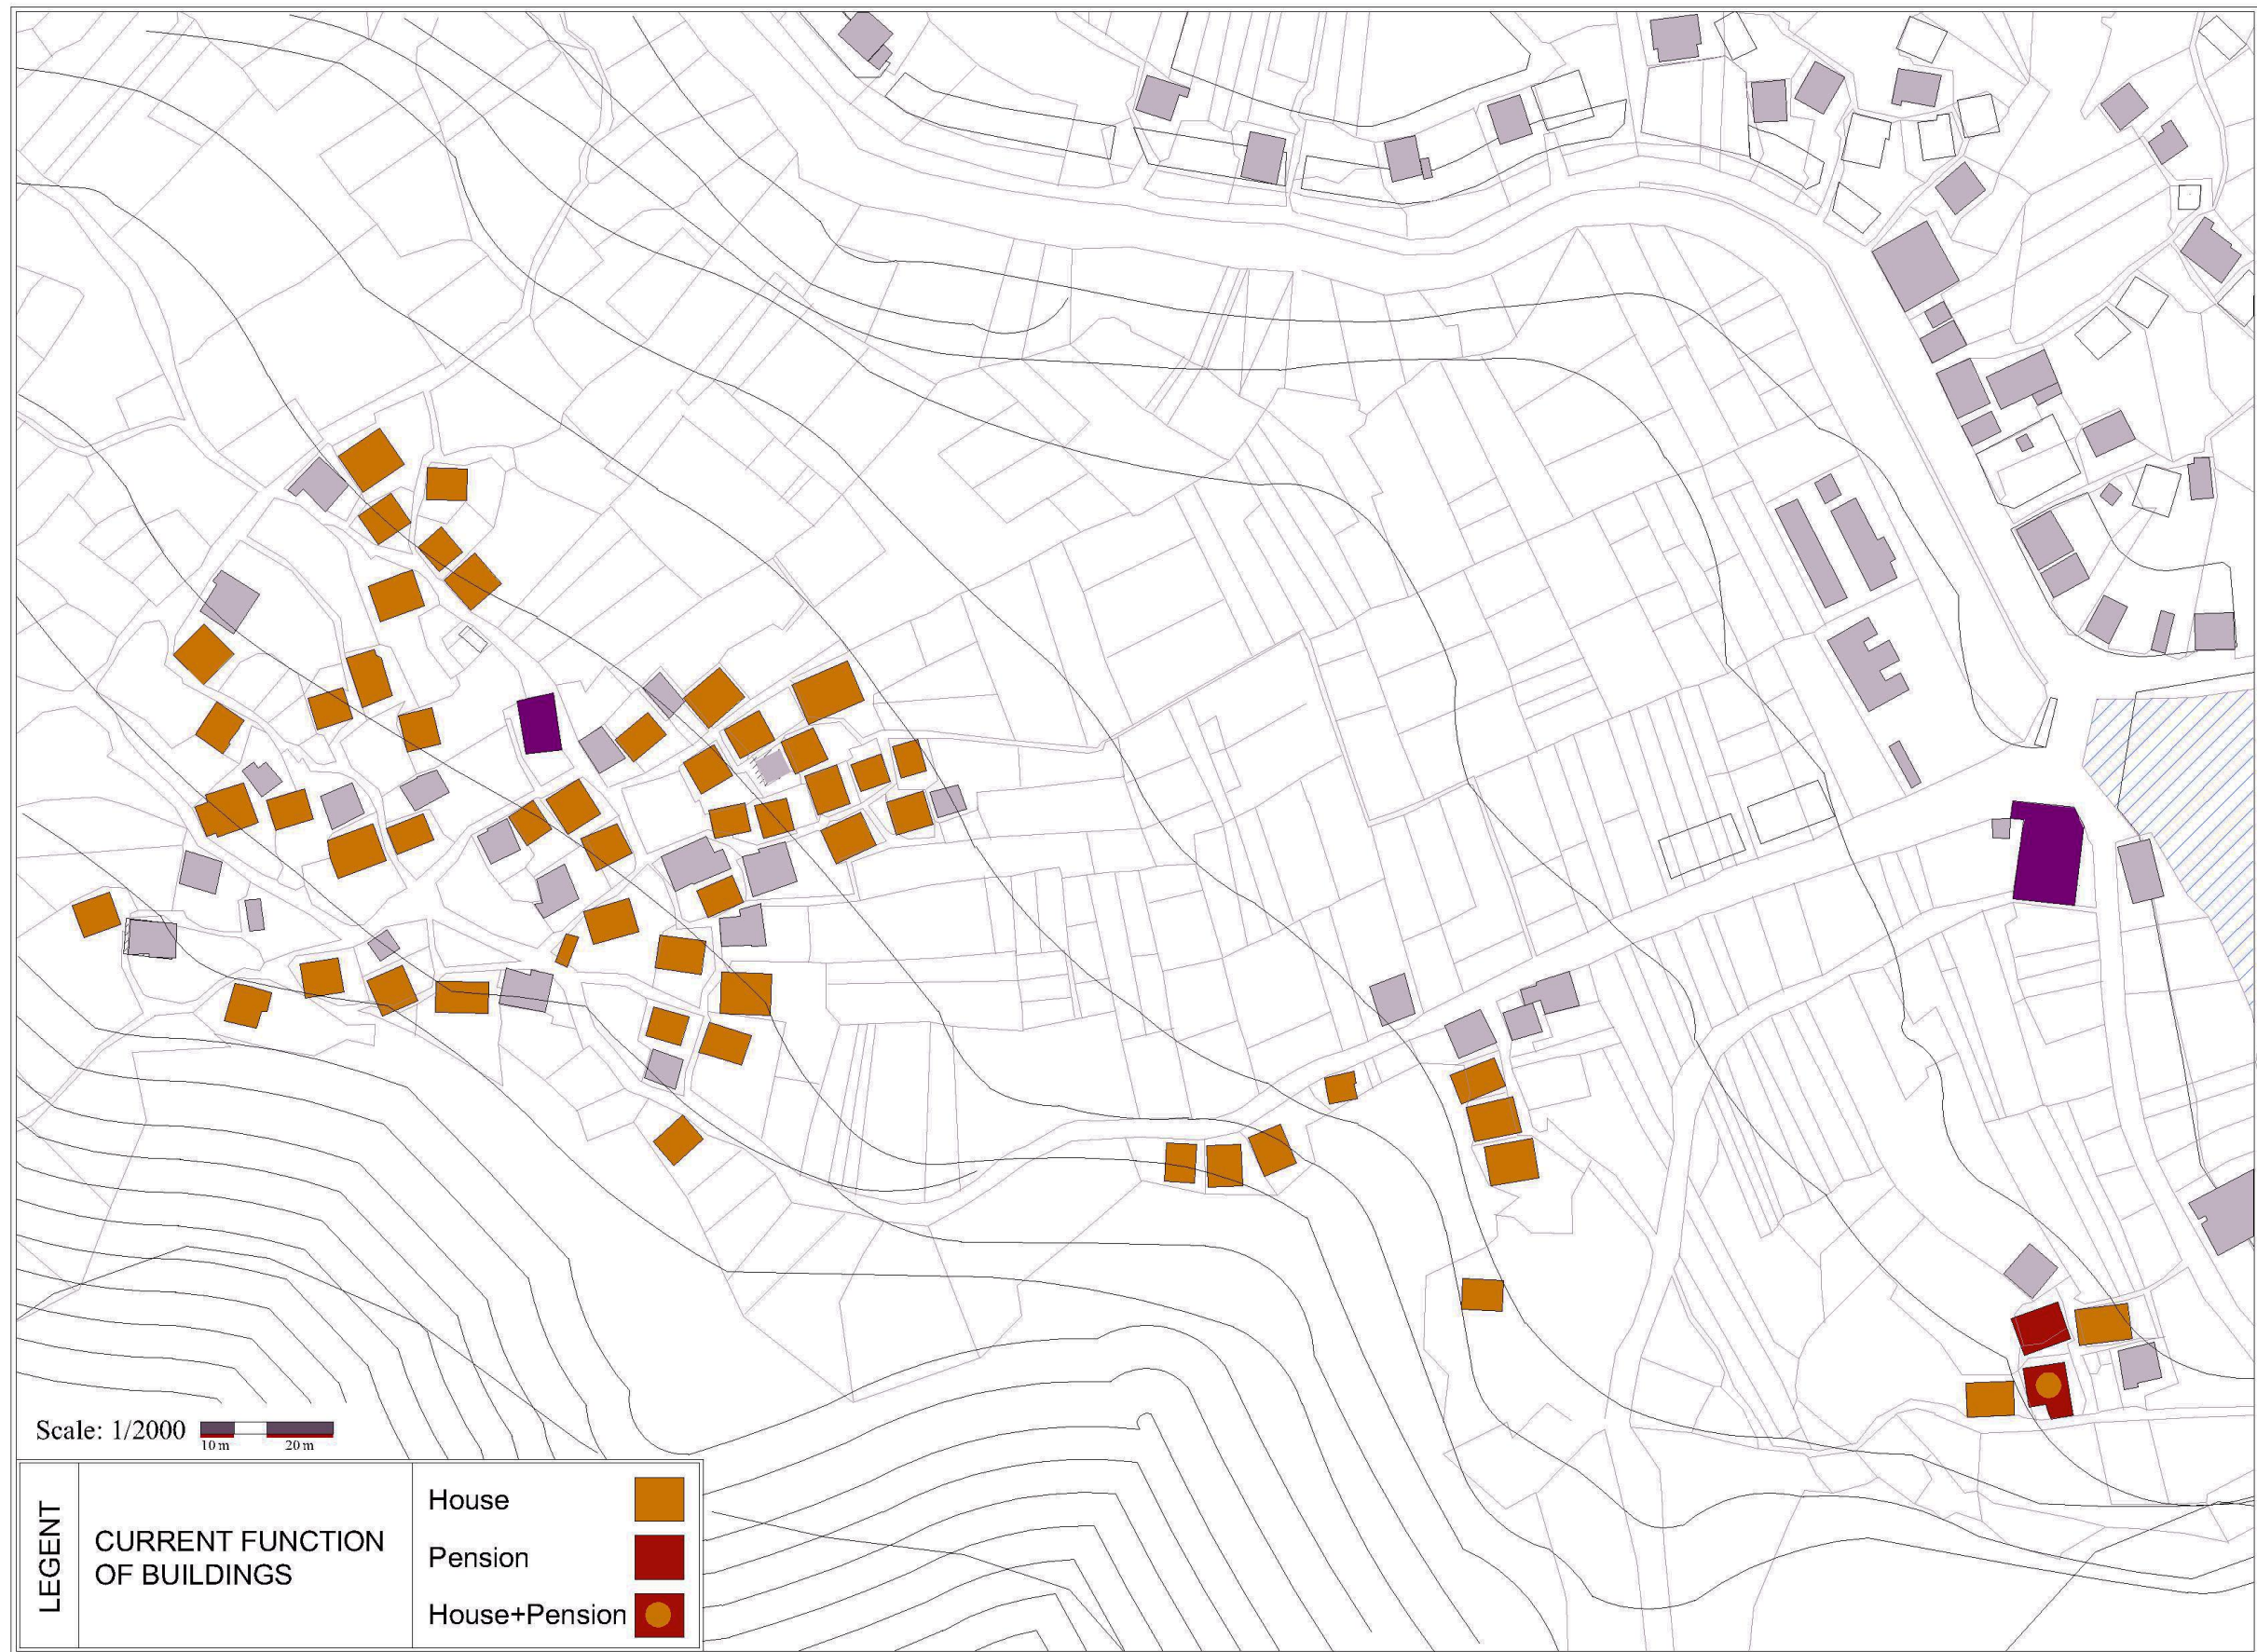 Scale: 1/2000
10 m 20 m
LEGENT
CURRENT FUNCTION
OF BUILDINGS
House
Pension
House+Pension